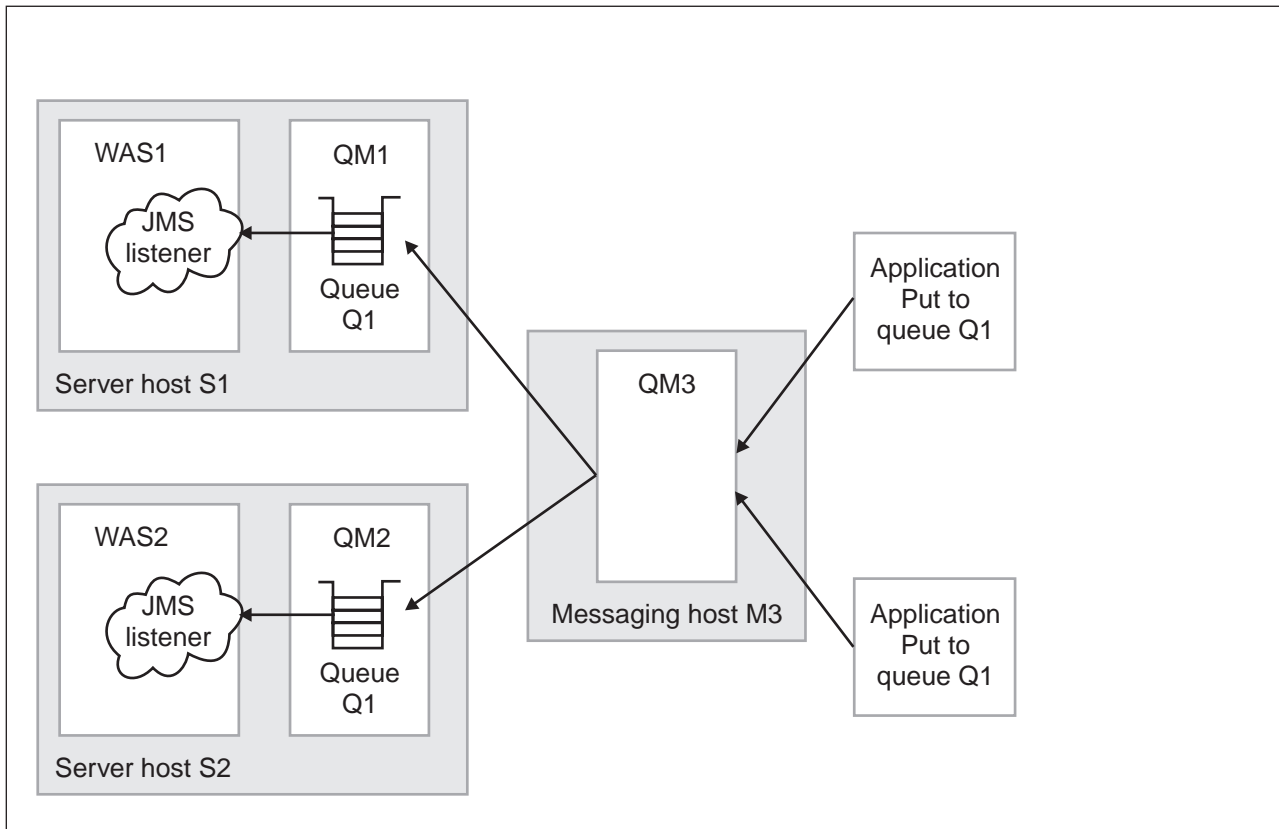 WAS1
JMS
listener
QM1
Queue
Q1
Server host S1
WAS2
JMS
listener
QM2
Queue
Q1
Server host S2
QM3
Messaging host M3
Application
Put to
queue Q1
Application
Put to
queue Q1